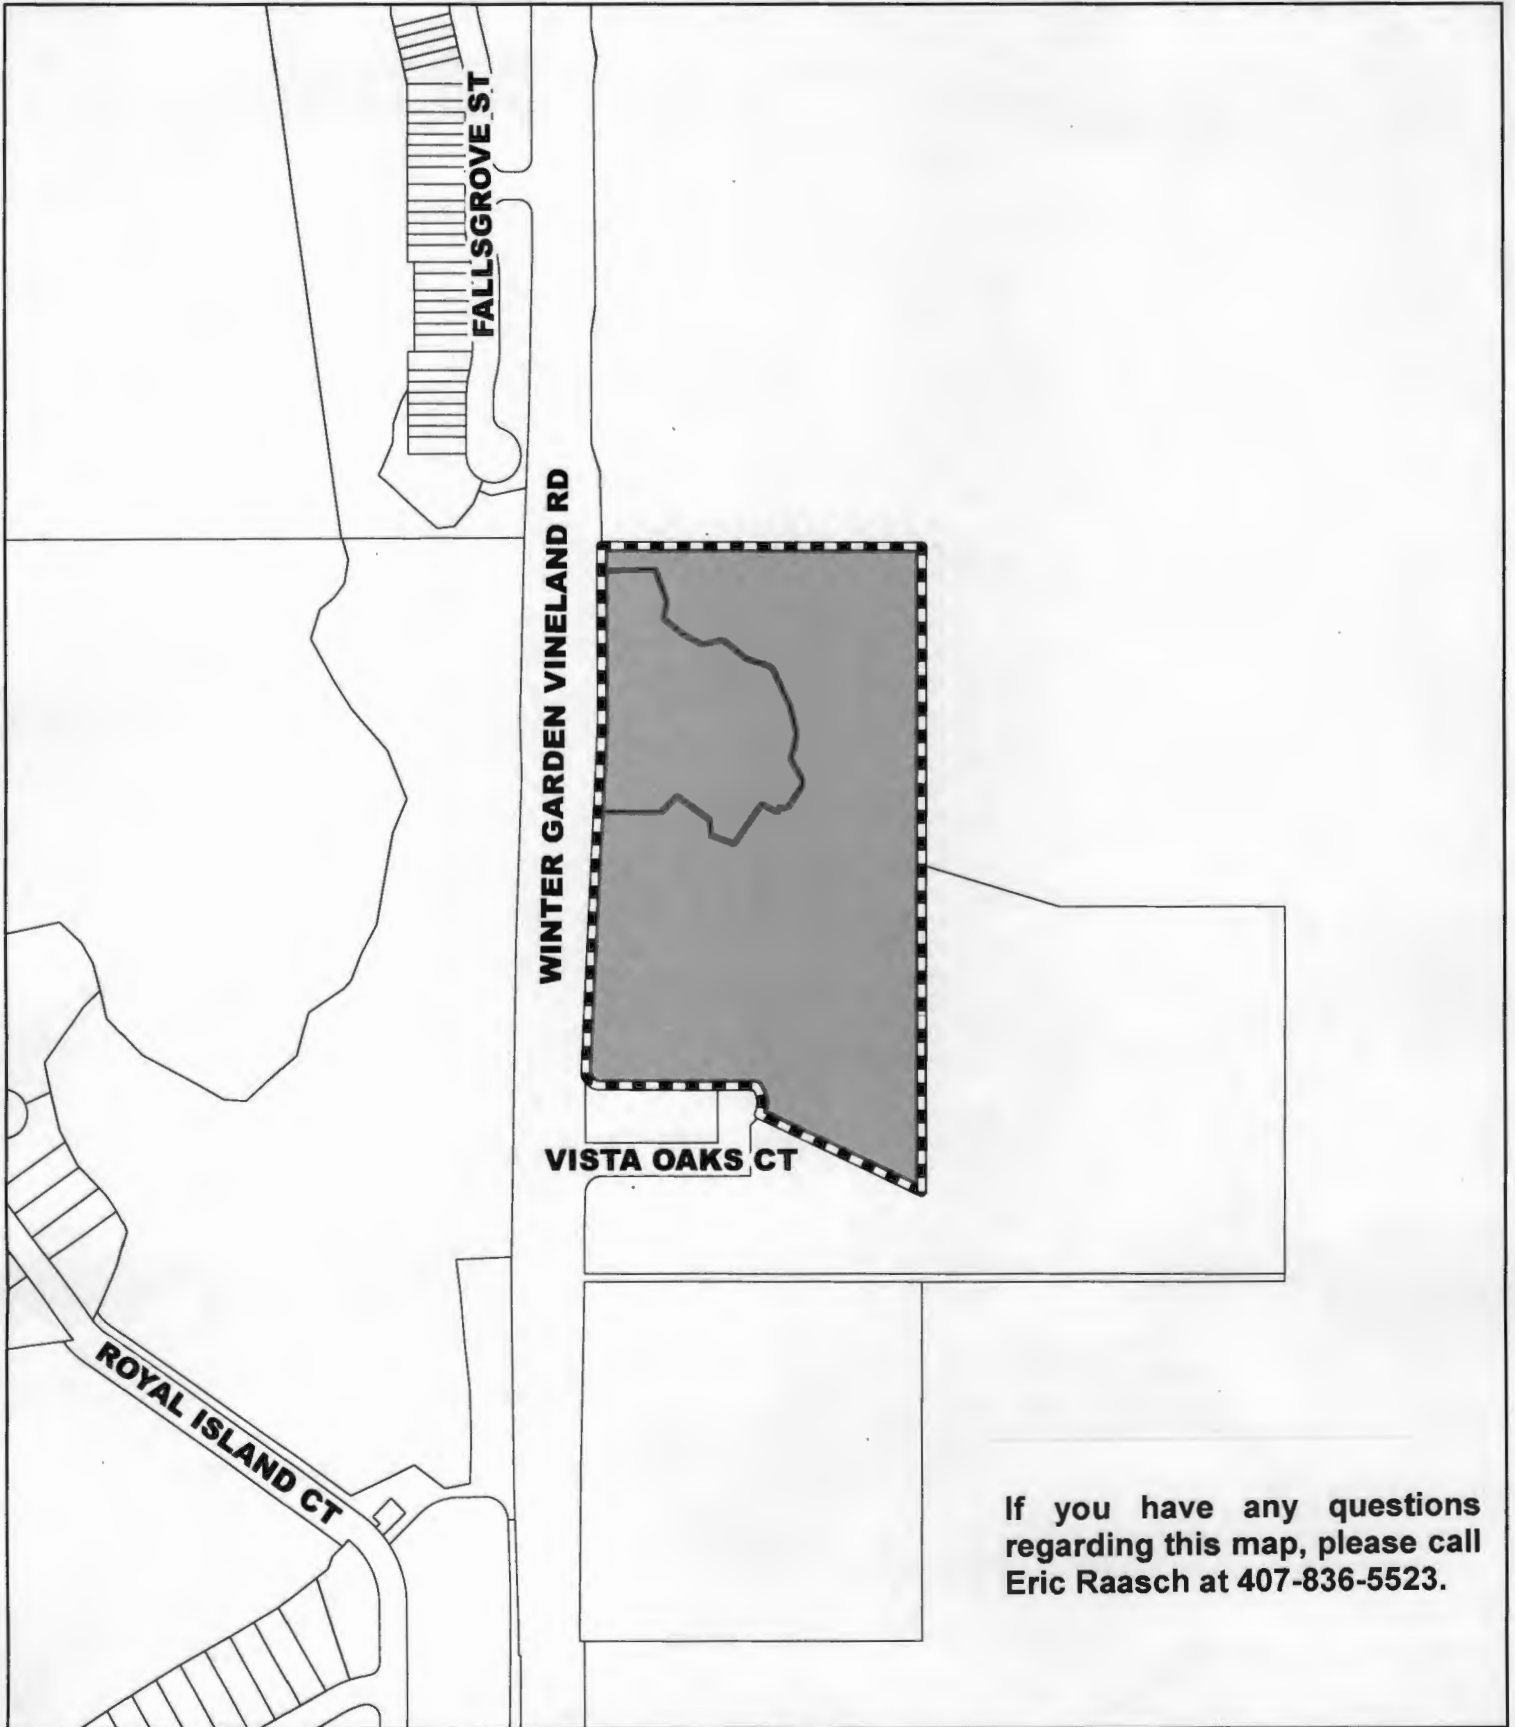 FALLSGROVE ST
WINTER GARDEN VINELAND RD
VISTA OAKS CT
ROYAL ISLAND CT
If you have any questions
regarding this map, please call
Eric Raasch at 407-836-5523.